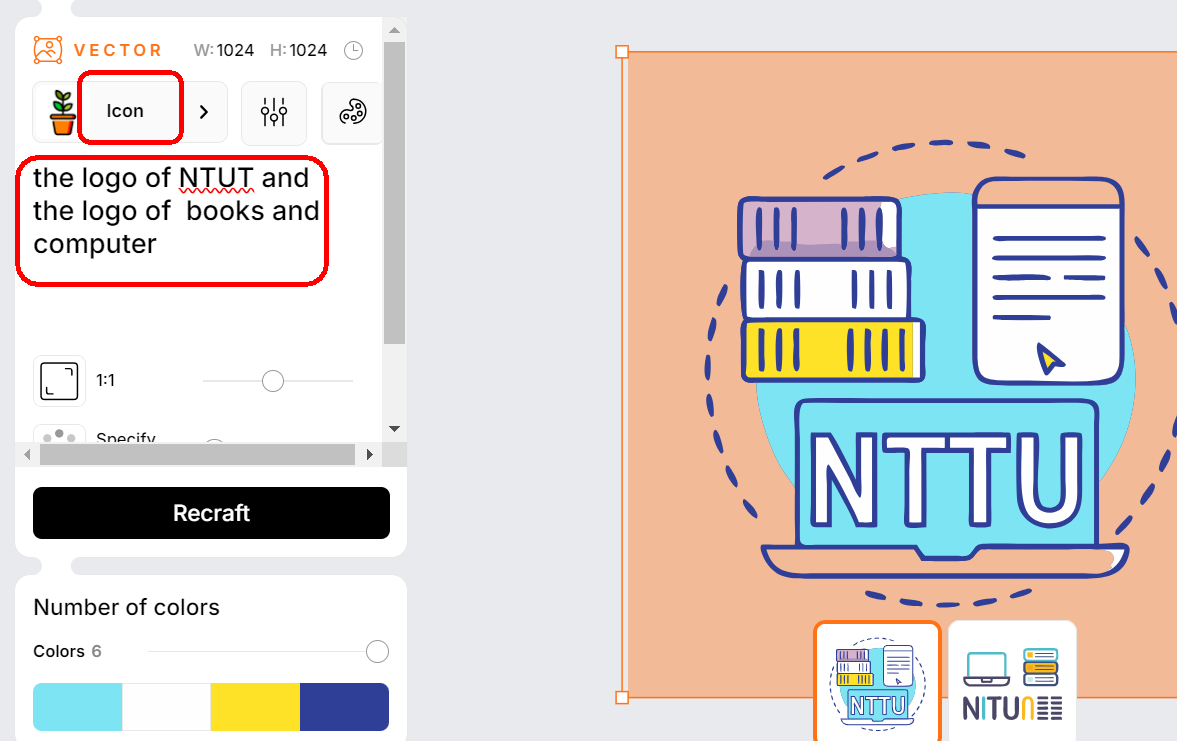 VECTOR W: 1024 H: 1024
Icon
the logo of NTUT and
the logo of  books and
computer
1:1
Specify
Recraft
Number of colors
Colors 6
NTTU
NTTU
NITUN